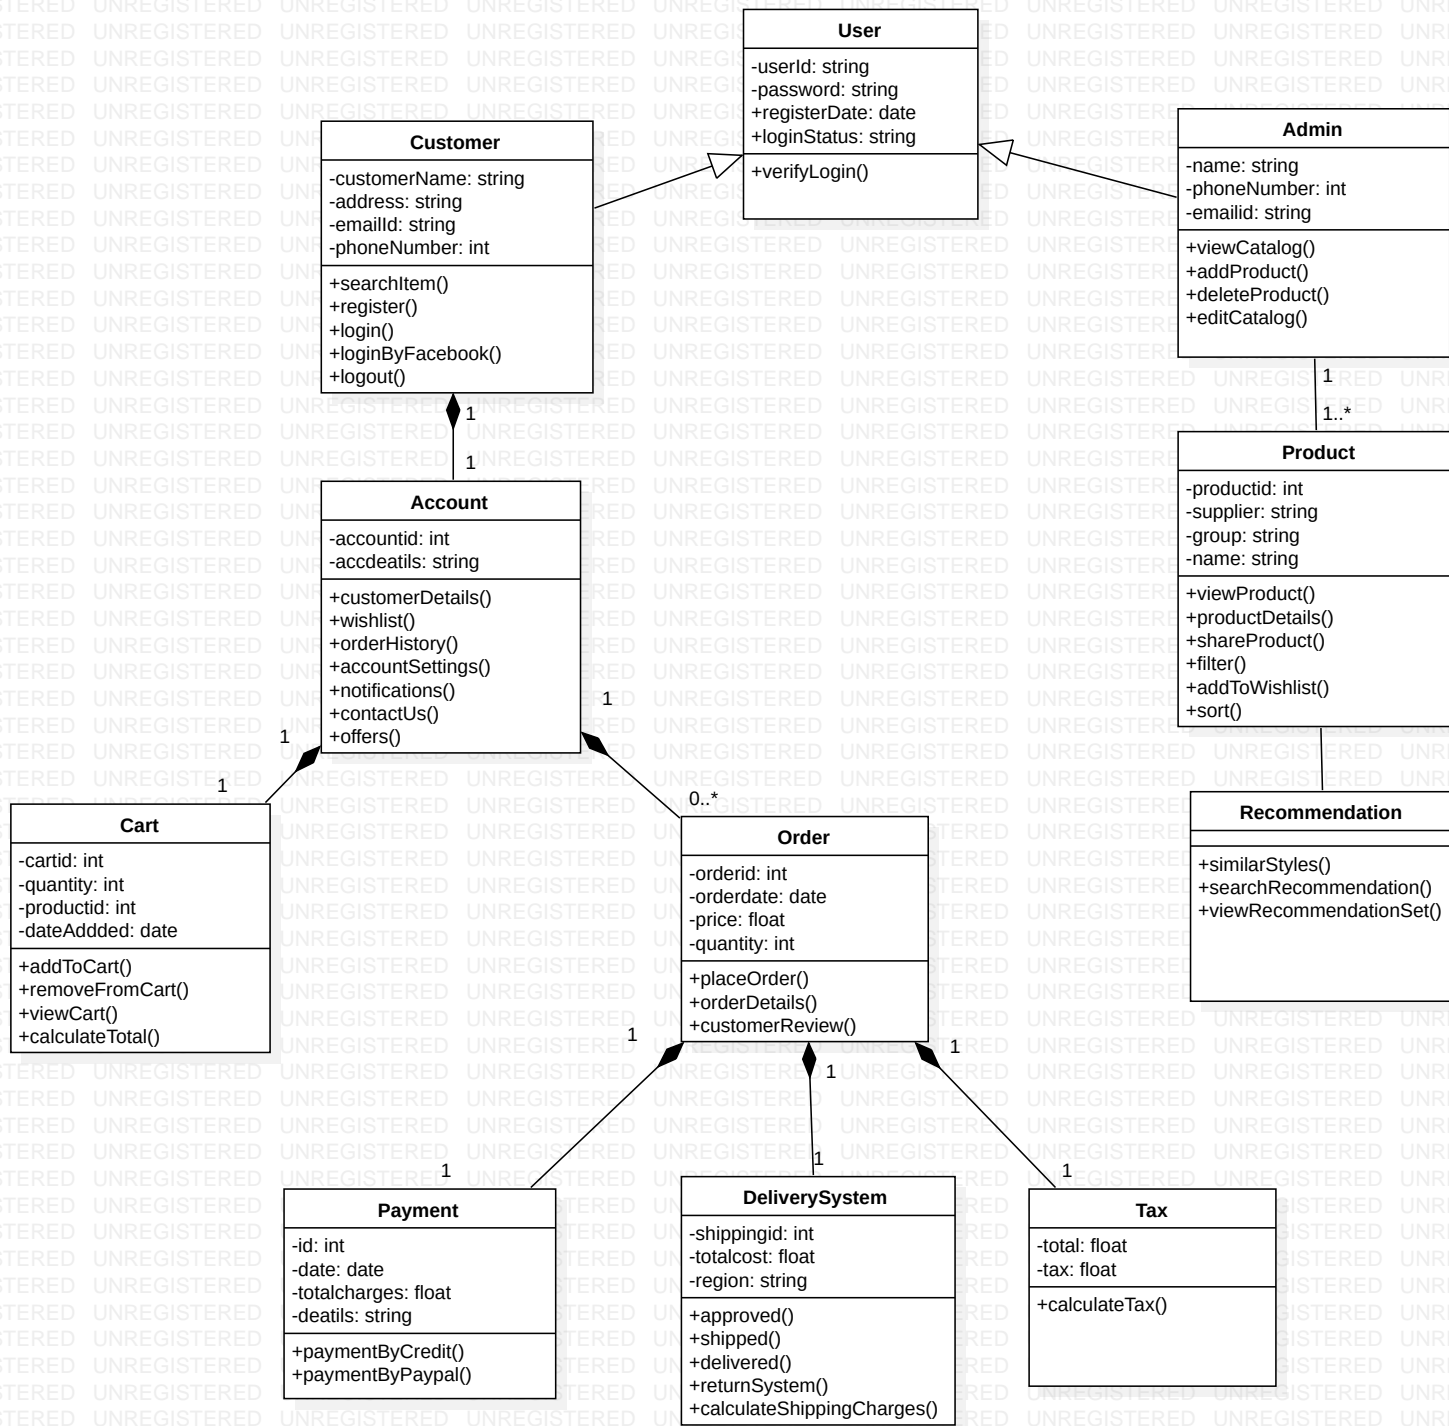 User
-userId: string
-password: string
+registerDate: date
+loginStatus: string
+verifyLogin()
Customer
-customerName: string
-address: string
-emailId: string
-phoneNumber: int
+searchItem()
+register()
+login()
+loginByFacebook()
+logout()
Admin
-name: string
-phoneNumber: int
-emailid: string
+viewCatalog()
+addProduct()
+deleteProduct()
+editCatalog()
1
1..*
1
1
Account
-accountid: int
-accdeatils: string
+customerDetails()
+wishlist()
+orderHistory()
+accountSettings()
+notifications()
+contactUs()
+offers()
Product
-productid: int
-supplier: string
-group: string
-name: string
+viewProduct()
+productDetails()
+shareProduct()
+filter()
+addToWishlist()
+sort()
1
1
1
0..*
Cart
-cartid: int
-quantity: int
-productid: int
-dateAddded: date
+addToCart()
+removeFromCart()
+viewCart()
+calculateTotal()
Order
-orderid: int
-orderdate: date
-price: float
-quantity: int
+placeOrder()
+orderDetails()
+customerReview()
Recommendation
+similarStyles()
+searchRecommendation()
+viewRecommendationSet()
1
1
1
1
1
1
Payment
-id: int
-date: date
-totalcharges: float
-deatils: string
+paymentByCredit()
+paymentByPaypal()
DeliverySystem
-shippingid: int
-totalcost: float
-region: string
+approved()
+shipped()
+delivered()
+returnSystem()
+calculateShippingCharges()
Tax
-total: float
-tax: float
+calculateTax()
UNREGISTERED